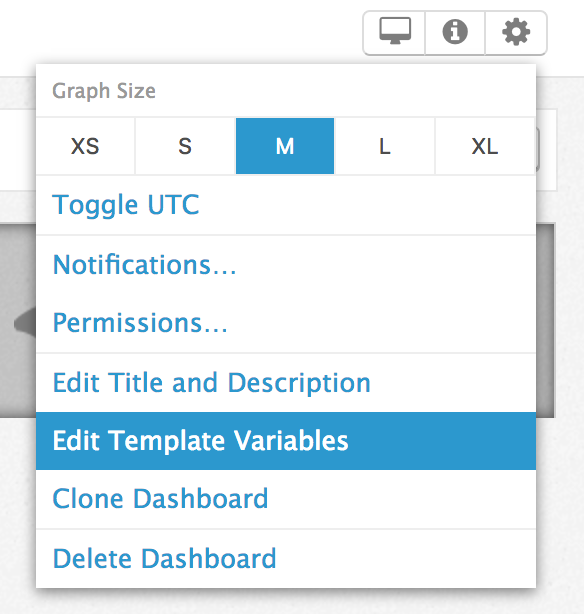 Graph Size
XS S M L XL
Toggle UTC
Notifications…
Permissions…
Edit Title and Description
Edit Template Variables
Clone Dashboard
Delete Dashboard